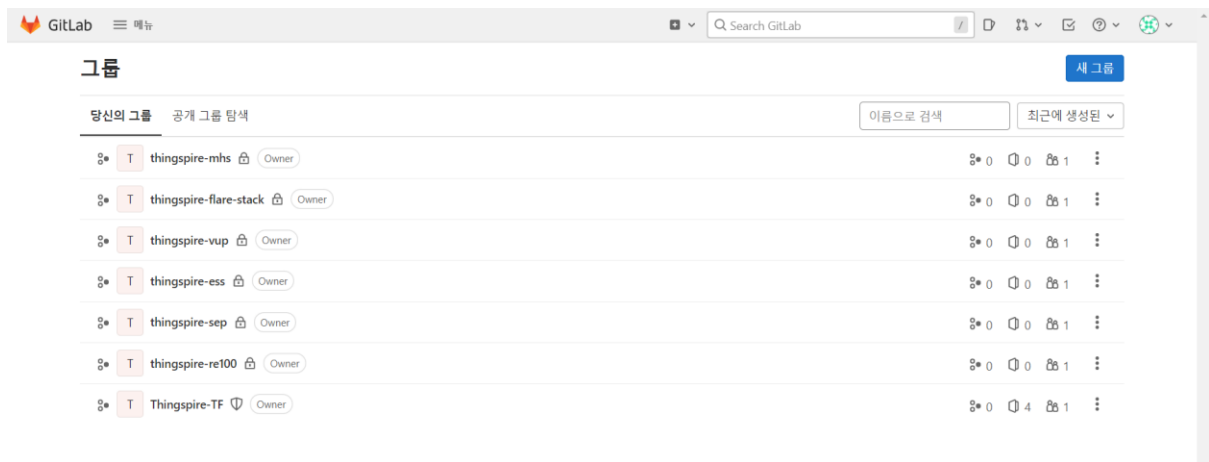 GitLab 메뉴 Search GitLab /
그룹 새 그룹
당신의 그룹 공개 그룹 탐색 이름으로 검색 최근에 생성된
T thingspire-mhs Owner 0 0 1
T thingspire-flare-stack Owner 0 0 1
T thingspire-vup Owner 0 0 1
T thingspire-ess Owner 0 0 1
T thingspire-sep Owner 0 0 1
T thingspire-re100 Owner 0 0 1
T Thingspire-TF Owner 0 4 1